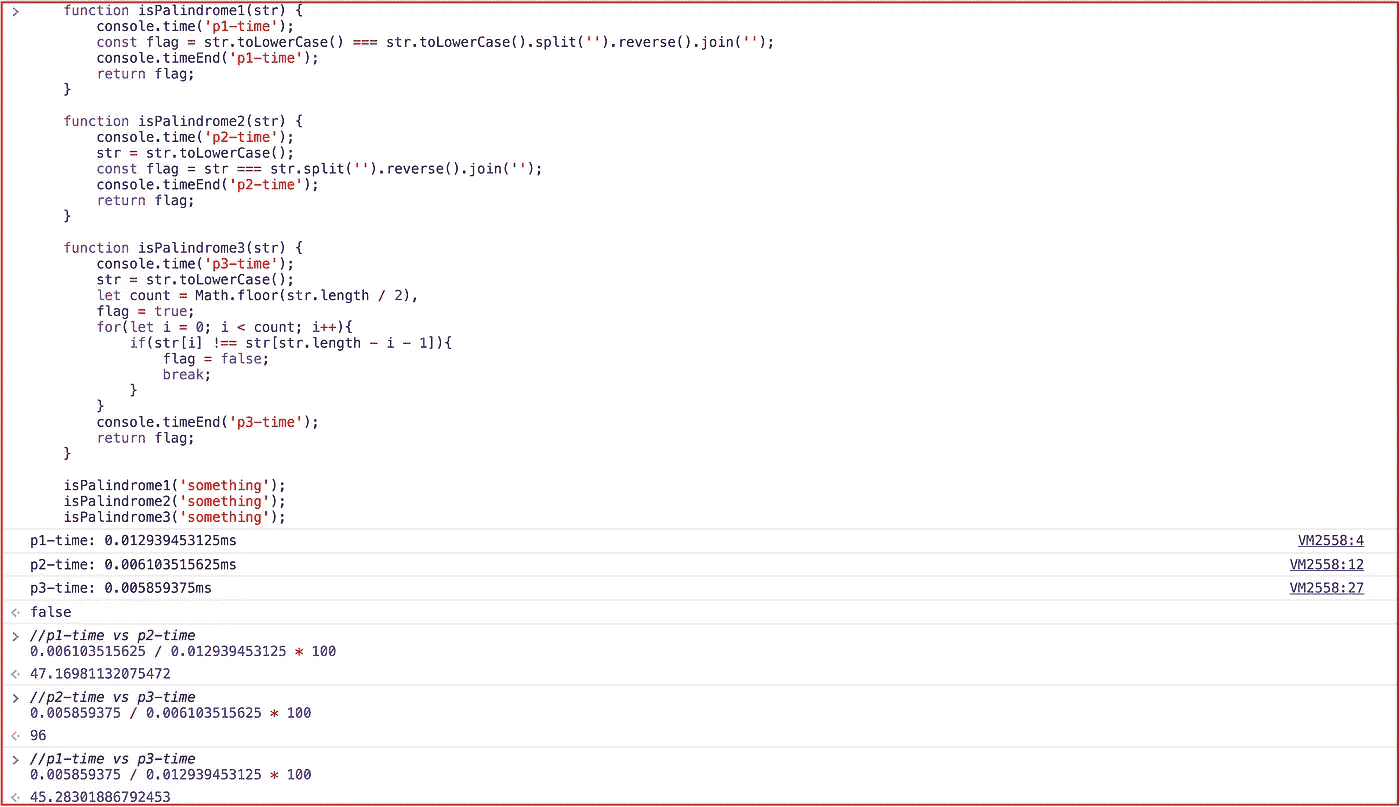 > function isPalindrome1(str) {
console.time('p1-time');
const flag = str.toLowerCase() === str.toLowerCase().split('').reverse().join(‘’);
console.timeEnd('p1-time');
return flag;
}
function isPalindrome2(str) {
console.time('p2-time');
str = str.toLowerCase();
const flag = str === str.split('').reverse().join('');
console.timeEnd('p2-time');
return flag;
}
function isPalindrome3(str) {
console.time('p3-time');
str = str.toLowerCase();
let count = Math.floor(str.length / 2),
flag = true;
for(let i = 0; i < count; i++){
if(str[i] !== str[str.length - i - 1]){
flag = false;
break;
}
}
console.timeEnd('p3-time');
return flag;
}
isPalindrome1('something');
isPalindrome2('something');
isPalindrome3('something');
p1-time: 0.012939453125ms VM2558:4
p2-time: 0.006103515625ms VM2558:12
p3-time: 0.005859375ms VM2558:27
< false
> //p1-time vs p2-time
0.006103515625 / 0.012939453125 * 100
< 47.16981132075472
> //p2-time vs p3-time
0.005859375 / 0.006103515625 * 100
< 96
> //p1-time vs p3-time
0.005859375 / 0.012939453125 * 100
< 45.28301886792453